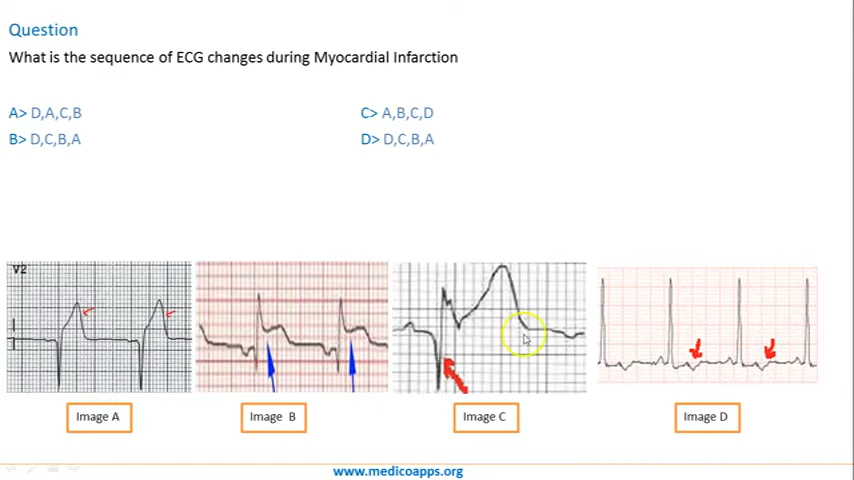 Question
What is the sequence of ECG changes during Myocardial Infarction
A> D,A,C,B
C> A,B,C,D
B> D,C,B,A
D> D,C,B,A
V2
Image A
Image B
Image C
Image D
www.medicoapps.org